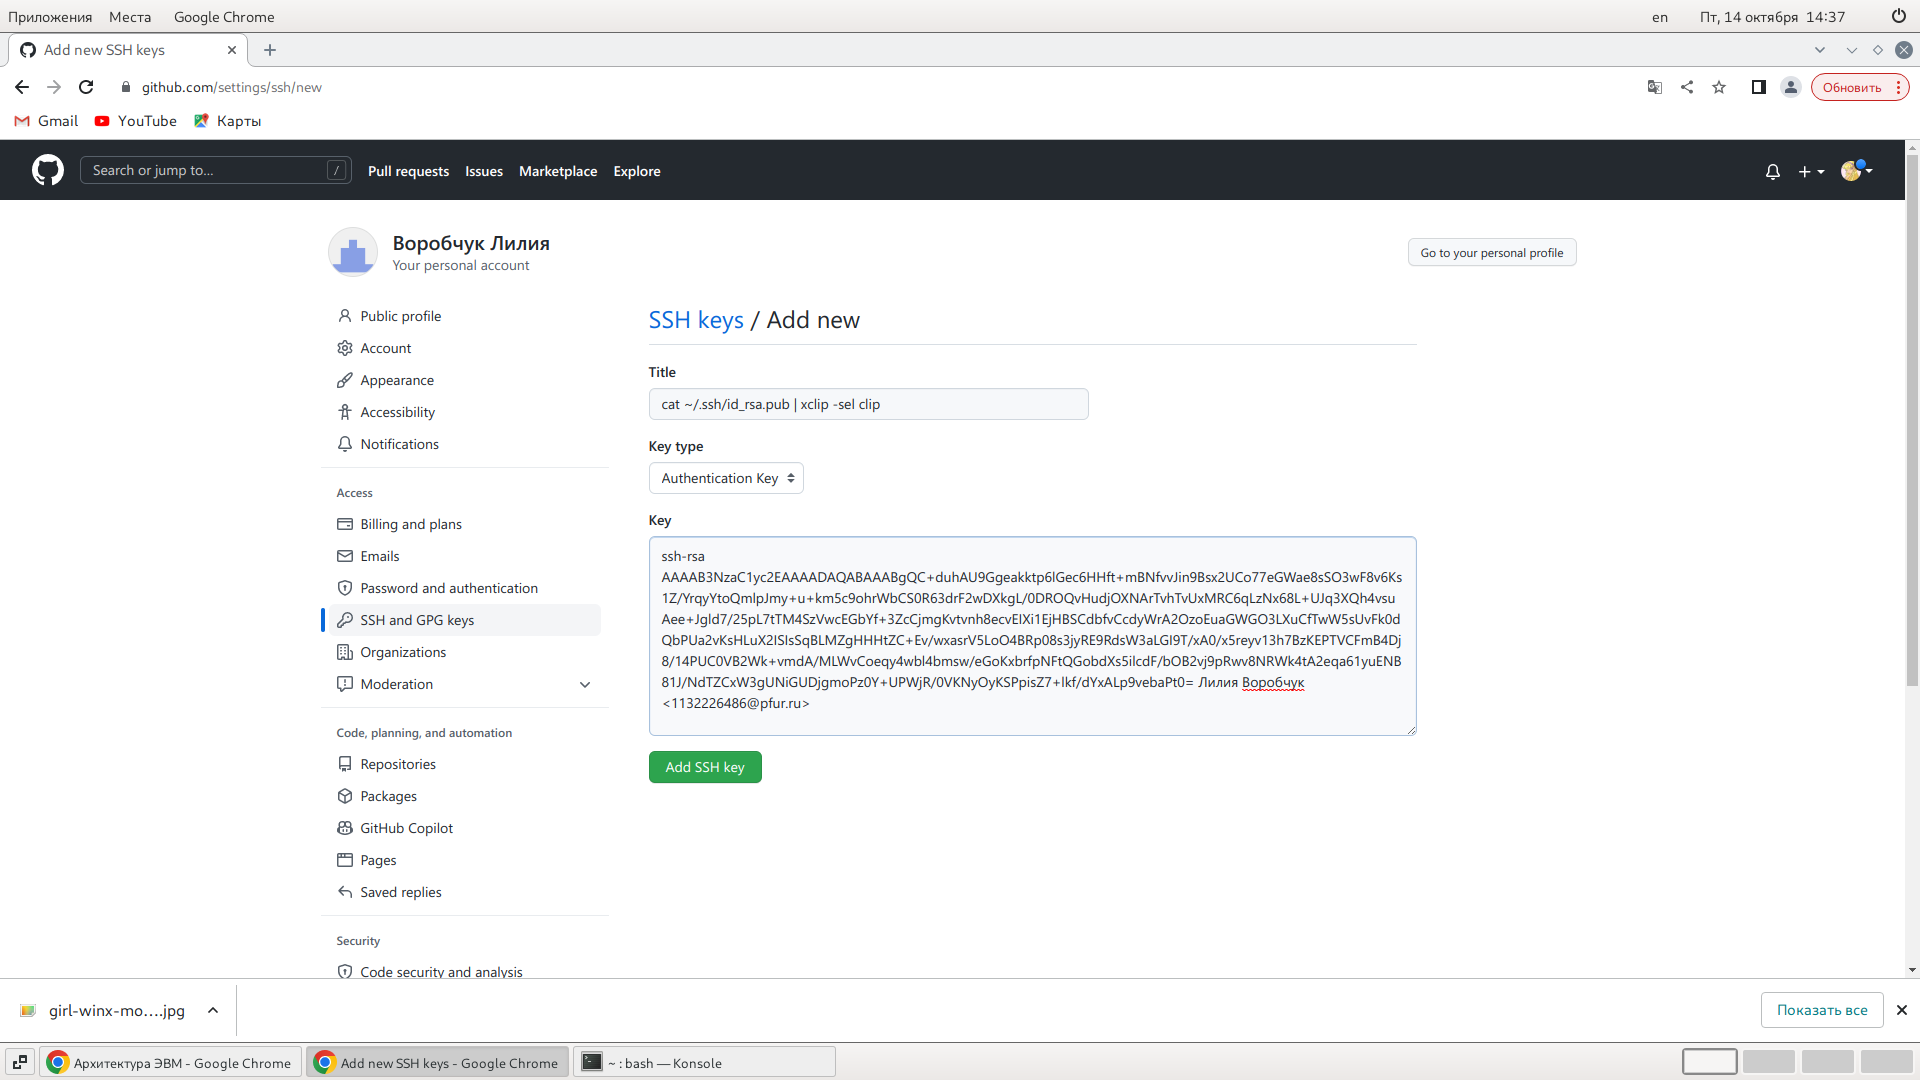 Приложения Места Google Chrome en Пт, 14 октября 14:37
Add new SSH keys
github.com/settings/ssh/new Обновить
Gmail YouTube Карты
Search or jump to... / Pull requests Issues Marketplace Explore
Воробчук Лилия
Your personal account
Go to your personal profile
Public profile
Account
Appearance
Accessibility
Notifications
Access
Billing and plans
Emails
Password and authentication
SSH and GPG keys
Organizations
Moderation
Code, planning, and automation
Repositories
Packages
GitHub Copilot
Pages
Saved replies
Security
Code security and analysis
SSH keys / Add new
Title
cat ~/.ssh/id_rsa.pub | xclip -sel clip
Key type
Authentication Key
Key
ssh-rsa
AAAAB3NzaC1yc2EAAAADAQABAAABgQC+duhAU9Ggeakktp6lGec6HHft+mBNfvvJin9Bsx2UCo77eGWae8sSO3wF8v6Ks
1Z/YrqyYtoQmlpJmy+u+km5c9ohrWbCS0R63drF2wDXkgL/0DROQvHudjOXNArTvhTvUxMRC6qLzNx68L+UJq3XQh4vsu
Aee+Jgld7/25pL7tTM4SzVwcEGbYf+3ZcCjmgKvtvnh8ecvEIXi1EjHBSCdbfvCcdyWrA2OzoEuaGWGO3LXuCfTwW5sUvFk0d
QbPUa2vKsHLuX2ISIsSqBLMZgHHHtZC+Ev/wxasrV5LoO4BRp08s3jyRE9RdsW3aLGI9T/xA0/x5reyv13h7BzKEPTVCFmB4Dj
8/14PUC0VB2Wk+vmdA/MLWvCoeqy4wbl4bmsw/eGoKxbrfpNFtQGobdXs5ilcdF/bOB2vj9pRwv8NRWk4tA2eqa61yuENB
81J/NdTZCxW3gUNiGUDjgmoPz0Y+UPWjR/0VKNyOyKSPpisZ7+lkf/dYxALp9vebaPt0= Лилия Воробчук
<1132226486@pfur.ru>
Add SSH key
girl-winx-mo....jpg Показать все
Архитектура ЭВМ - Google Chrome Add new SSH keys - Google Chrome ~ : bash — Konsole